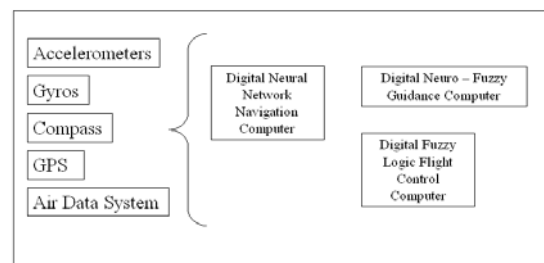 Accelerometers
Gyros
Compass
GPS
Air Data System
Digital Neural
Network
Navigation
Computer
Digital Neuro – Fuzzy
Guidance Computer
Digital Fuzzy
Logic Flight
Control
Computer